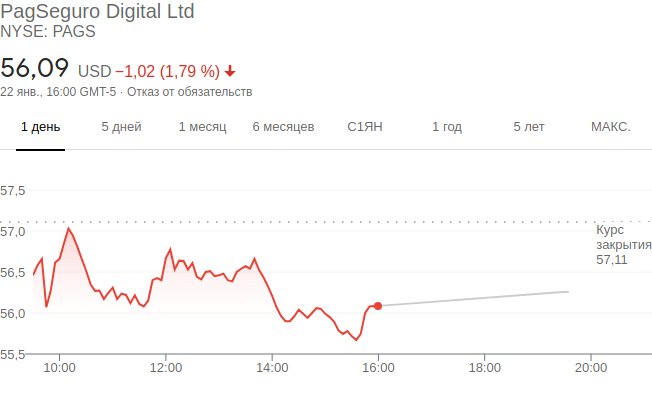 PagSeguro Digital Ltd
NYSE: PAGS
56,09 USD −1,02 (1,79 %)
22 янв., 16:00 GMT-5 · Отказ от обязательств
1 день 5 дней 1 месяц 6 месяцев С1ЯН 1 год 5 лет МАКС.
57,5
57,0
56,5
56,0
55,5
Курс
закрытия
57,11
10:00 12:00 14:00 16:00 18:00 20:00